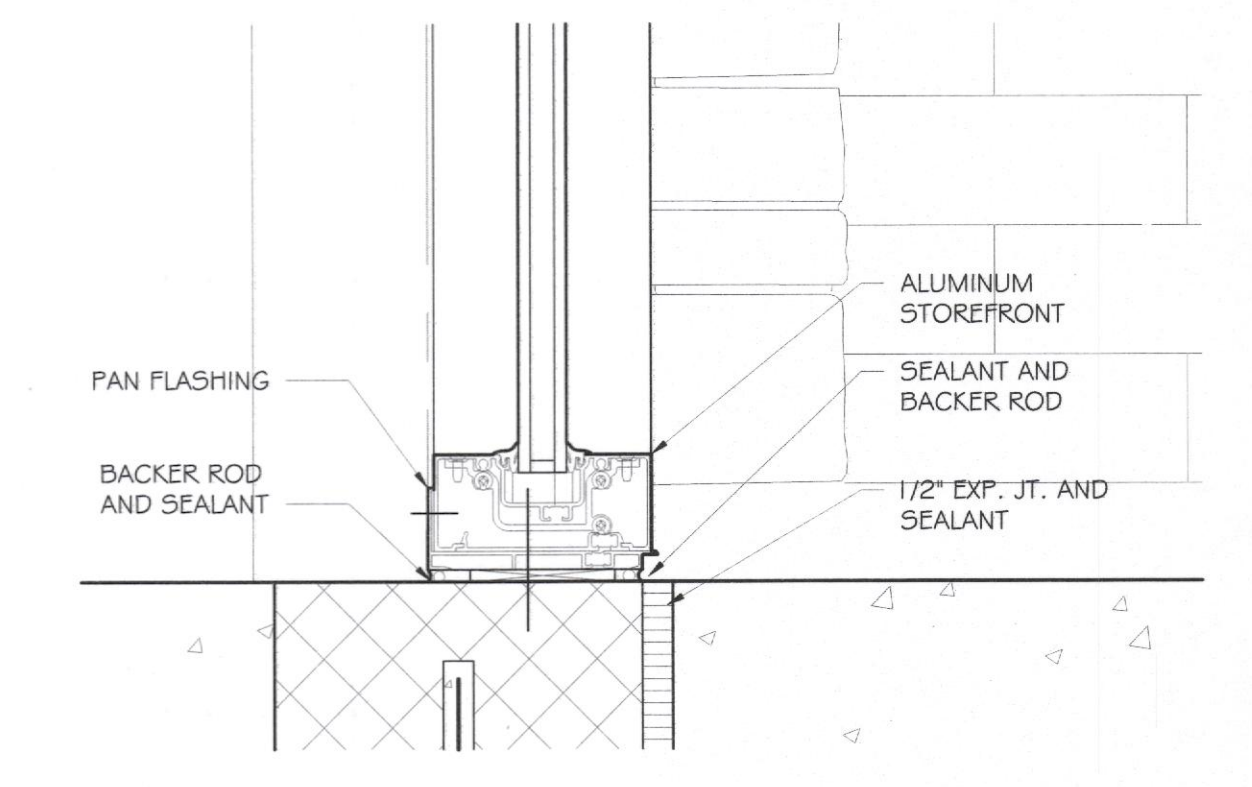 PAN FLASHING
BACKER ROD
AND SEALANT
ALUMINUM
STOREFRONT
SEALANT AND
BACKER ROD
1/2" EXP. JT. AND
SEALANT